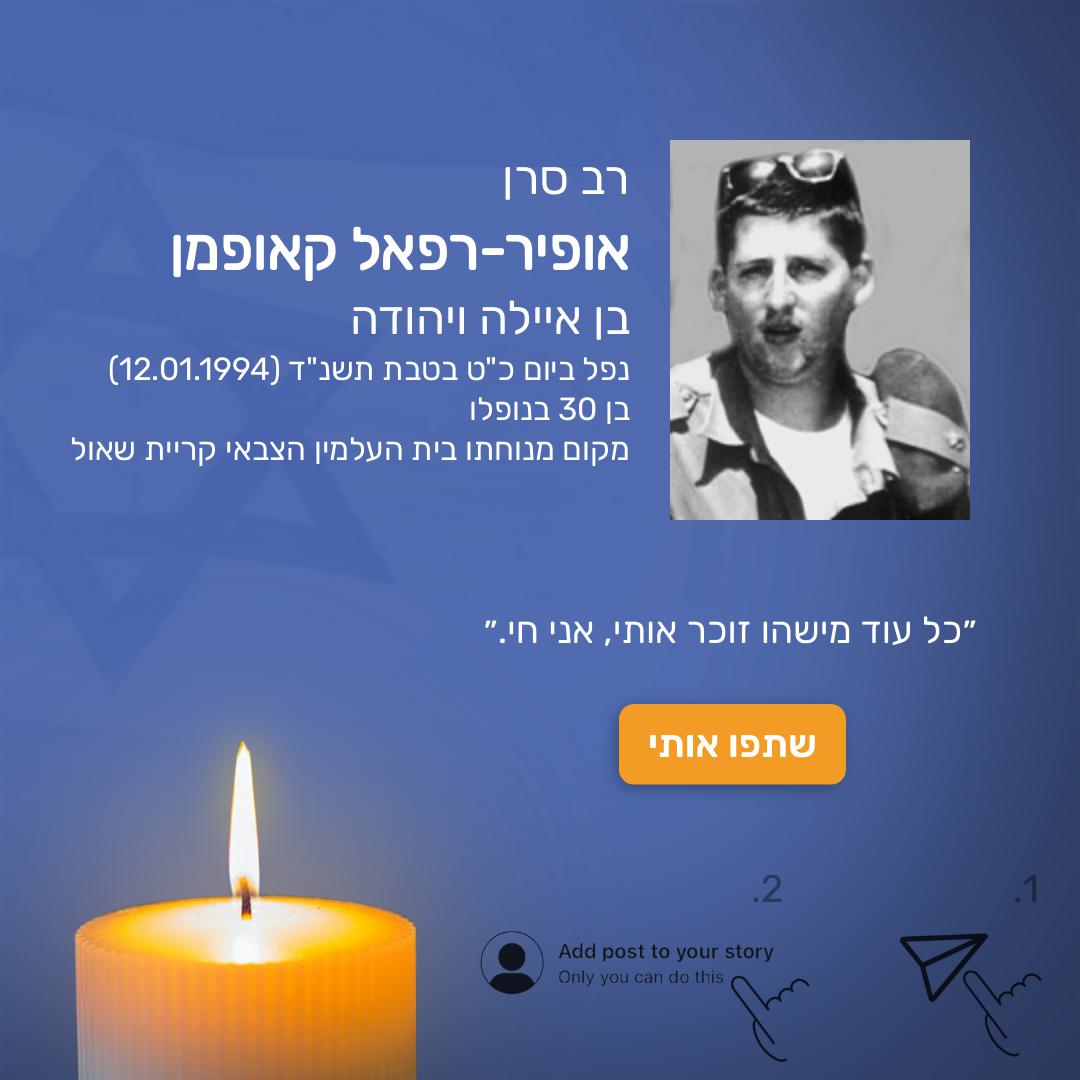 רב סרן
אופיר-רפאל קאופמן
בן איילה ויהודה
נפל ביום כ"ט בטבת תשנ"ד (12.01.1994)
בן 30 בנופלו
מקום מנוחתו בית העלמין הצבאי קריית שאול
״כל עוד מישהו זוכר אותי, אני חי.״
שתפו אותי
1.
2.
Add post to your story
Only you can do this